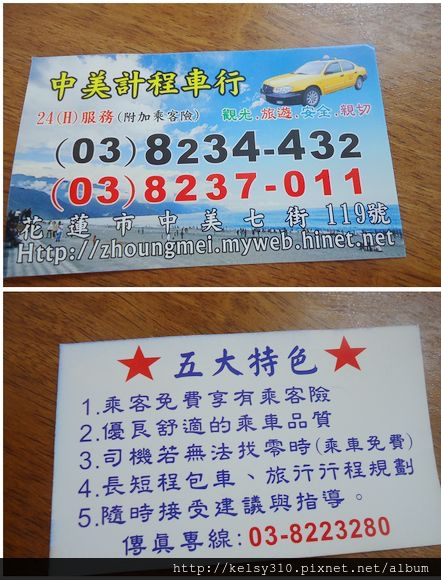 中美計程車行
24(H)服務(附加乘客險) 觀光.旅遊.安全.親切
(03)8234-432
(03)8237-011
花蓮市中美七街 119號
Http://zhoungmei.myweb.hinet.net
★ 五大特色 ★
1.乘客免費享有乘客險
2.優良舒適的乘車品質
3.司機若無法找零時(乘車免費)
4.長短程包車、旅行行程規劃
5.隨時接受建議與指導。
傳真專線:03-8223280
http://kelsy310.pixnet.net/album